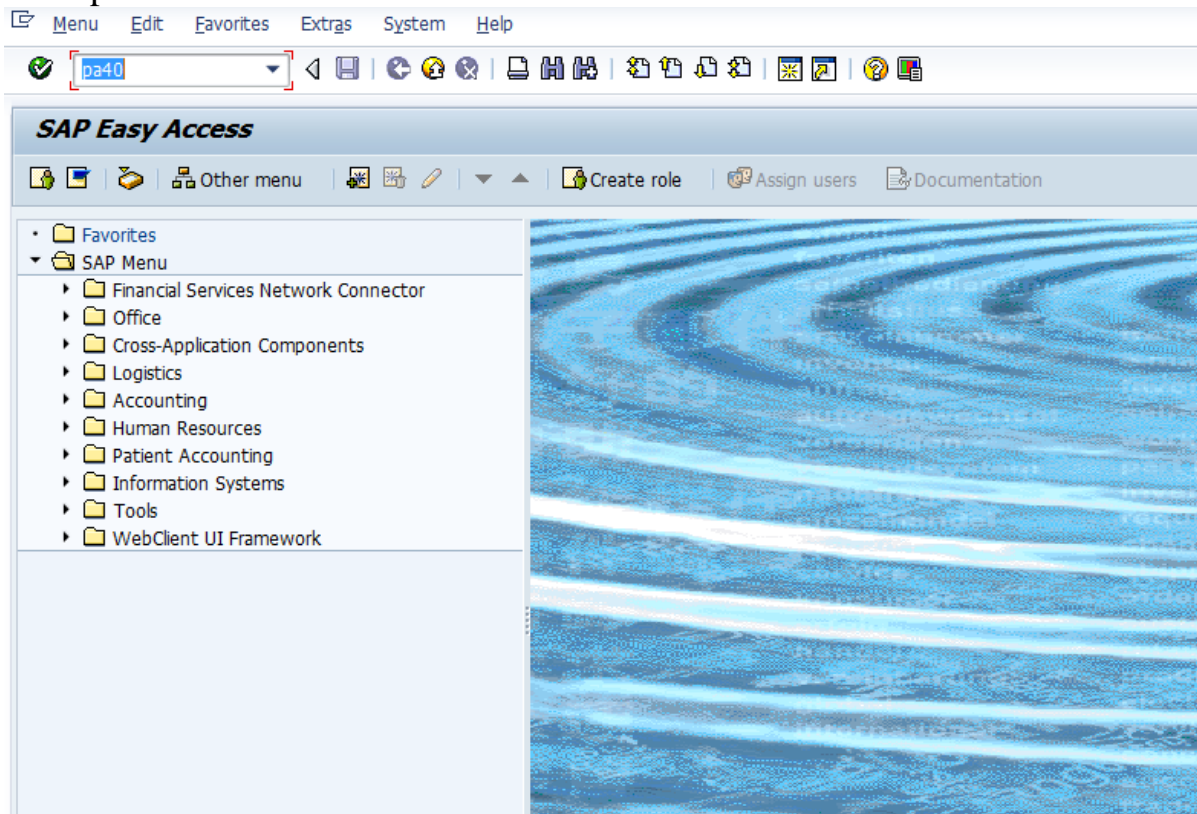 Menu Edit Favorites Extras System Help
pa40
SAP Easy Access
Other menu Create role Assign users Documentation
Favorites
SAP Menu
Financial Services Network Connector
Office
Cross-Application Components
Logistics
Accounting
Human Resources
Patient Accounting
Information Systems
Tools
WebClient UI Framework